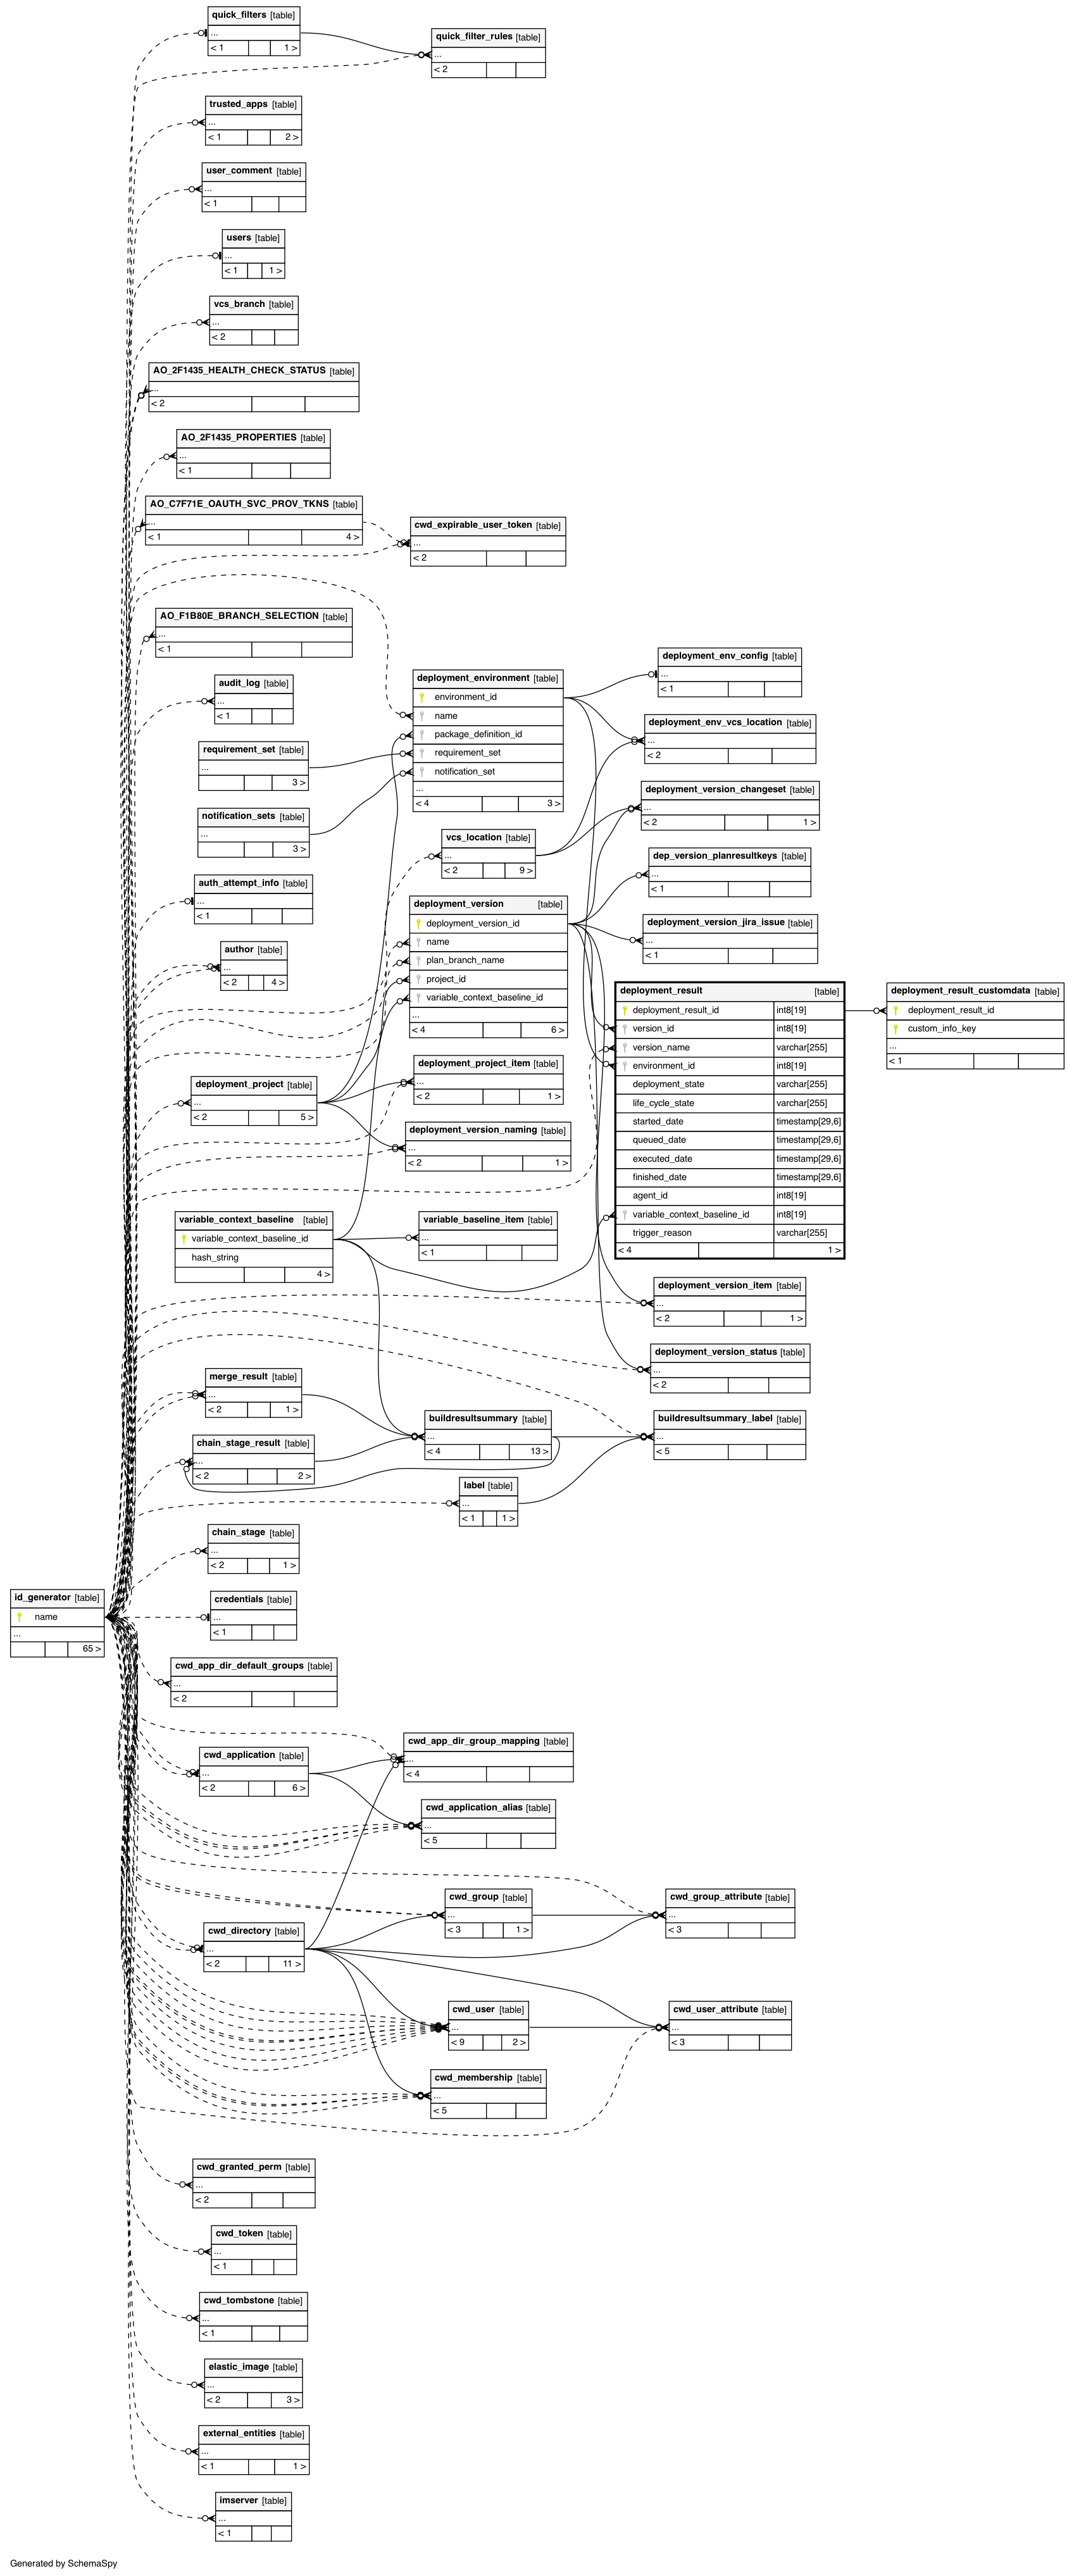 quick_filters [table]
...
< 1 1 >
quick_filter_rules [table]
...
< 2
trusted_apps [table]
...
< 1 2 >
user_comment [table]
...
< 1
users [table]
...
< 1 1 >
vcs_branch [table]
...
< 2
AO_2F1435_HEALTH_CHECK_STATUS [table]
...
< 2
AO_2F1435_PROPERTIES [table]
...
< 1
AO_C7F71E_OAUTH_SVC_PROV_TKNS [table]
...
< 1 4 >
cwd_expirable_user_token [table]
...
< 2
AO_F1B80E_BRANCH_SELECTION [table]
...
< 1
audit_log [table]
...
< 1
requirement_set [table]
...
3 >
notification_sets [table]
...
3 >
auth_attempt_info [table]
...
< 1
author [table]
...
< 2 4 >
deployment_environment [table]
environment_id
name
package_definition_id
requirement_set
notification_set
...
< 4 3 >
vcs_location [table]
...
< 2 9 >
deployment_version [table]
deployment_version_id
name
plan_branch_name
project_id
variable_context_baseline_id
...
< 4 6 >
deployment_env_config [table]
...
< 1
deployment_env_vcs_location [table]
...
< 2
deployment_version_changeset [table]
...
< 2 1 >
dep_version_planresultkeys [table]
...
< 1
deployment_version_jira_issue [table]
...
< 1
deployment_result [table]
deployment_result_id int8[19]
version_id int8[19]
version_name varchar[255]
environment_id int8[19]
deployment_state varchar[255]
life_cycle_state varchar[255]
started_date timestamp[29,6]
queued_date timestamp[29,6]
executed_date timestamp[29,6]
finished_date timestamp[29,6]
agent_id int8[19]
variable_context_baseline_id int8[19]
trigger_reason varchar[255]
< 4 1 >
deployment_result_customdata [table]
deployment_result_id
custom_info_key
...
< 1
deployment_project [table]
...
< 2 5 >
deployment_project_item [table]
...
< 2 1 >
deployment_version_naming [table]
...
< 2 1 >
variable_context_baseline [table]
variable_context_baseline_id
hash_string
4 >
variable_baseline_item [table]
...
< 1
deployment_version_item [table]
...
< 2 1 >
deployment_version_status [table]
...
< 2
merge_result [table]
...
< 2 1 >
chain_stage_result [table]
...
< 2 2 >
buildresultsummary [table]
...
< 4 13 >
buildresultsummary_label [table]
...
< 5
label [table]
...
< 1 1 >
chain_stage [table]
...
< 2 1 >
id_generator [table]
name
...
65 >
credentials [table]
...
< 1
cwd_app_dir_default_groups [table]
...
< 2
cwd_application [table]
...
< 2 6 >
cwd_app_dir_group_mapping [table]
...
< 4
cwd_application_alias [table]
...
< 5
cwd_group [table]
...
< 3 1 >
cwd_group_attribute [table]
...
< 3
cwd_directory [table]
...
< 2 11 >
cwd_user [table]
...
< 9 2 >
cwd_user_attribute [table]
...
< 3
cwd_membership [table]
...
< 5
cwd_granted_perm [table]
...
< 2
cwd_token [table]
...
< 1
cwd_tombstone [table]
...
< 1
elastic_image [table]
...
< 2 3 >
external_entities [table]
...
< 1 1 >
imserver [table]
...
< 1
Generated by SchemaSpy